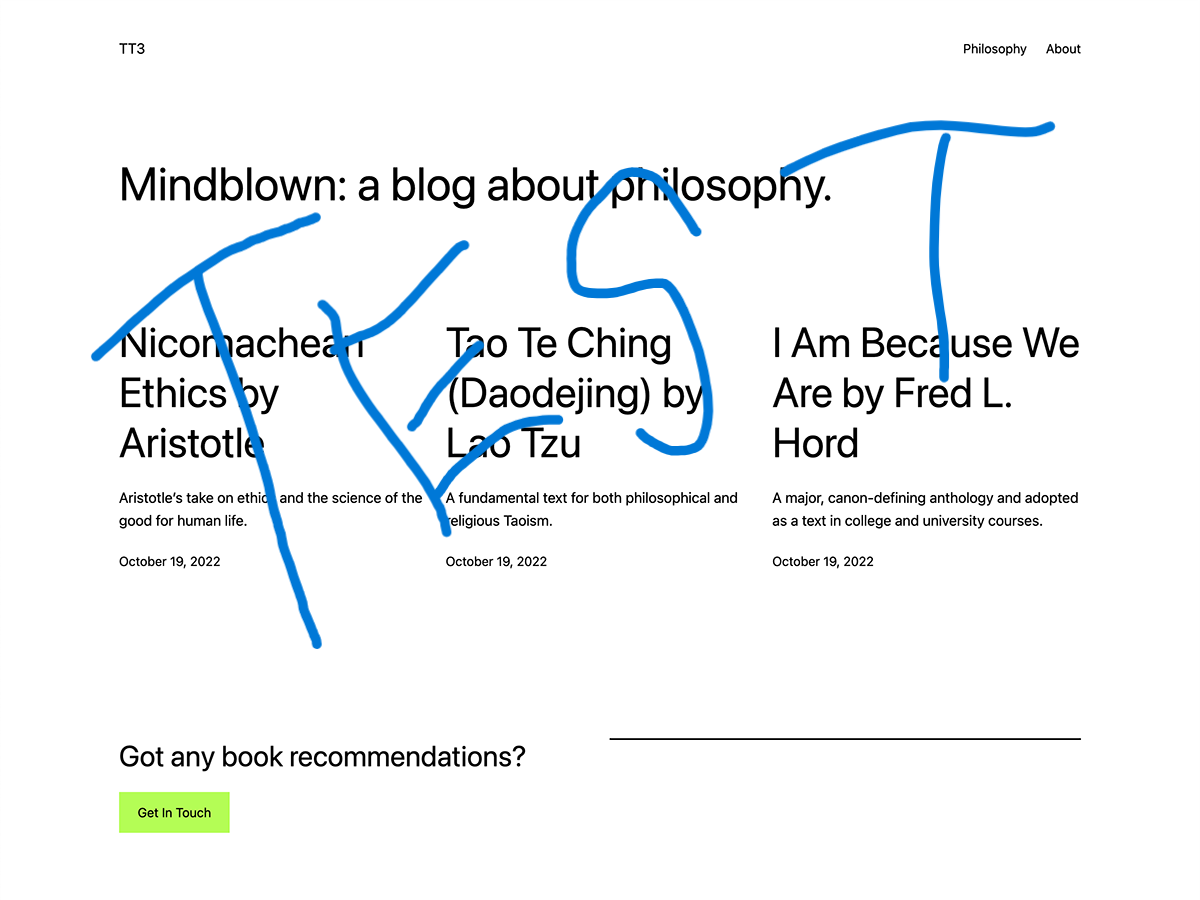 TT3
Philosophy About
Mindblown: a blog about philosophy.
TEST
Nicomachean
Ethics by
Aristotle
Aristotle’s take on ethics and the science of the
good for human life.
October 19, 2022
Tao Te Ching
(Daodejing) by
Lao Tzu
A fundamental text for both philosophical and
religious Taoism.
October 19, 2022
I Am Because We
Are by Fred L.
Hord
A major, canon-defining anthology and adopted
as a text in college and university courses.
October 19, 2022
Got any book recommendations?
Get In Touch